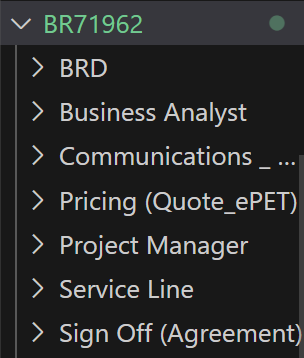 BR71962
BRD
Business Analyst
Communications _ ...
Pricing (Quote_ePET)
Project Manager
Service Line
Sign Off (Agreement)